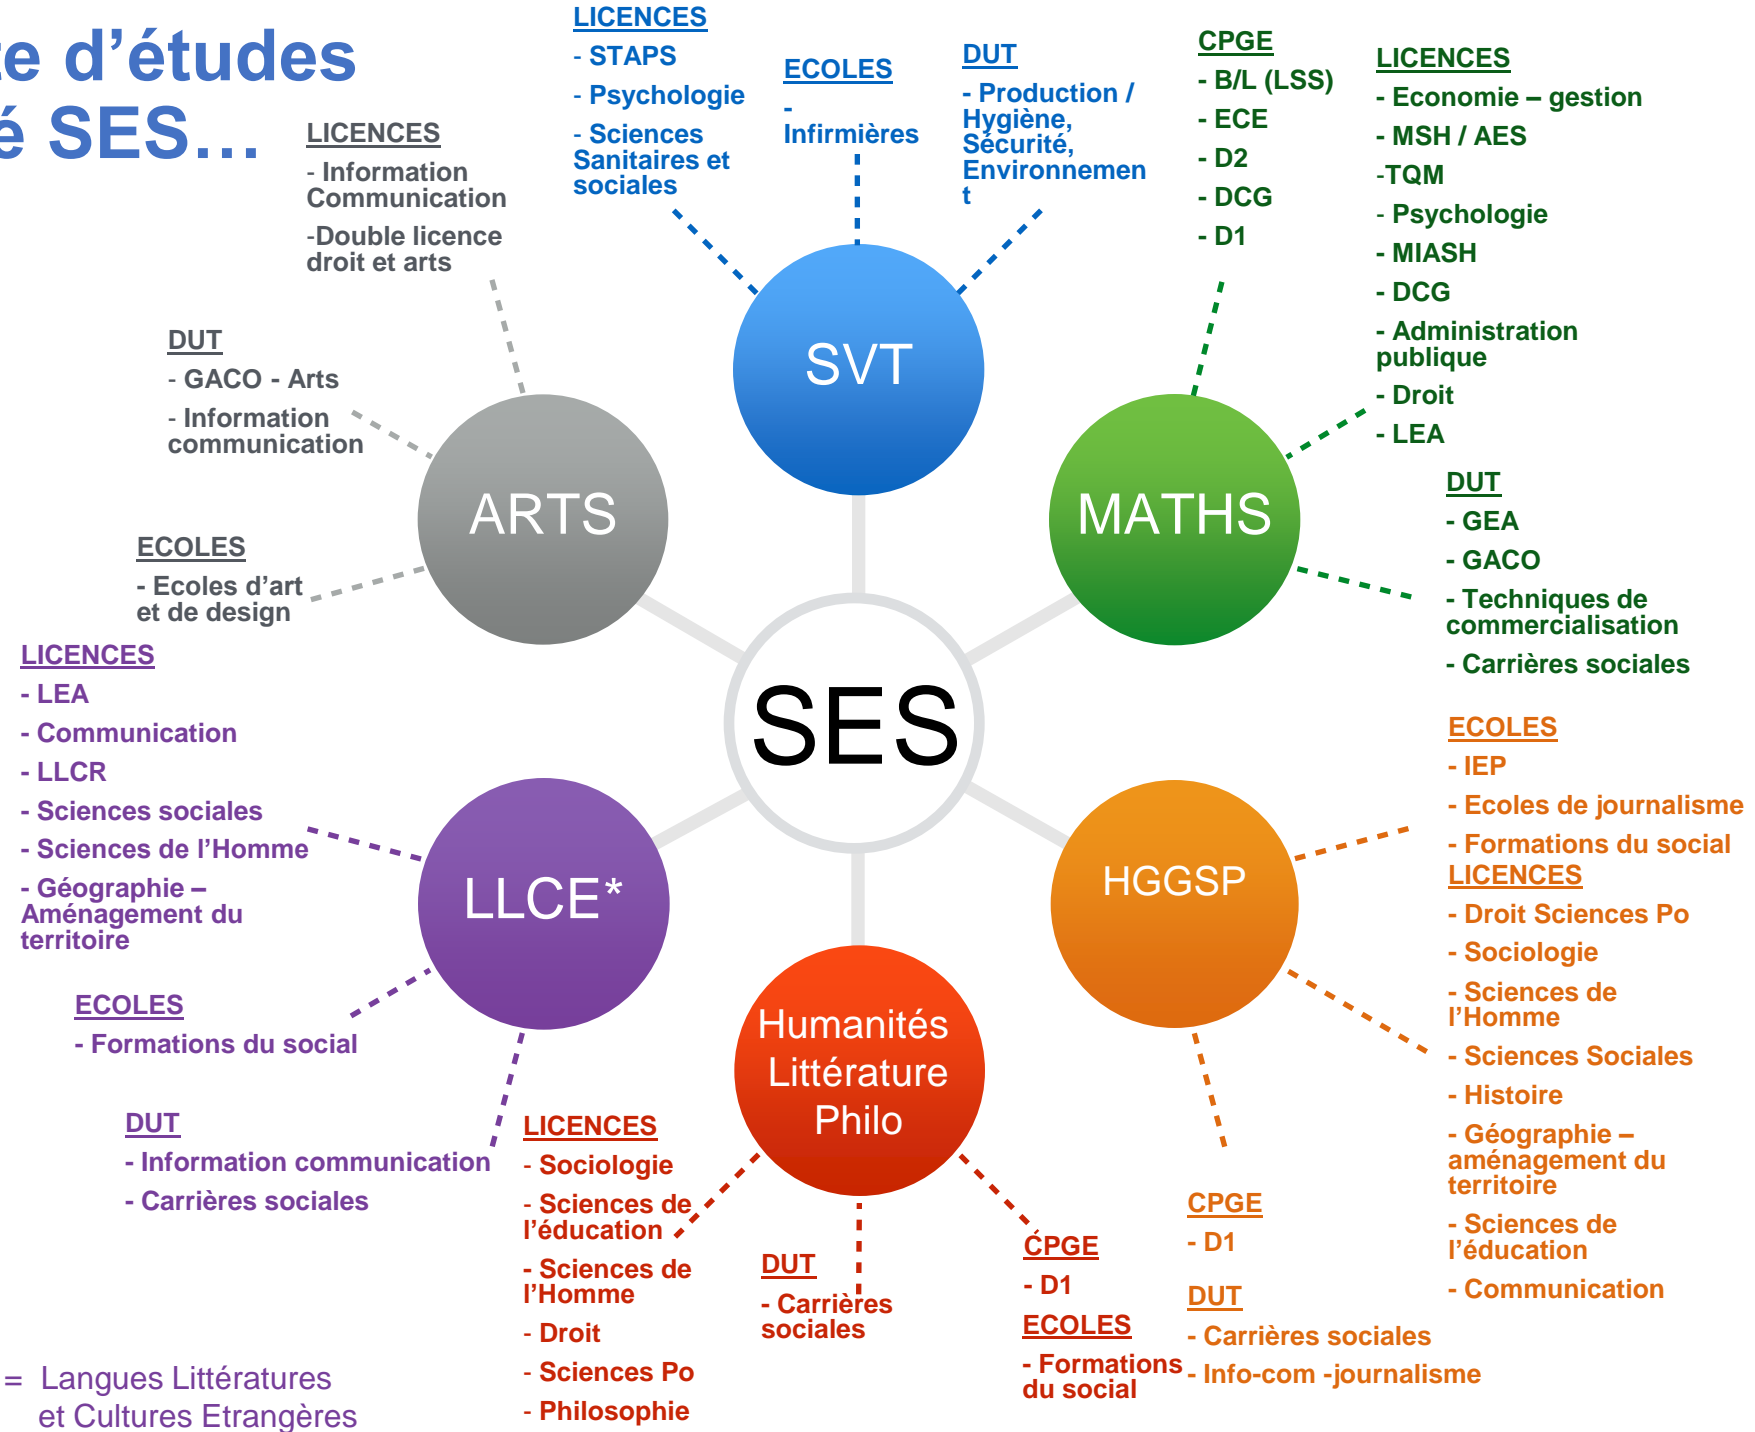 d’études
SES…
LICENCES
- STAPS
- Psychologie
- Sciences
Sanitaires et
sociales
ECOLES
-
Infirmières
DUT
- Production /
Hygiène,
Sécurité,
Environnemen
t
CPGE
- B/L (LSS)
- ECE
- D2
- DCG
- D1
LICENCES
- Economie – gestion
- MSH / AES
-TQM
- Psychologie
- MIASH
- DCG
- Administration
publique
- Droit
- LEA
DUT
- GEA
- GACO
- Techniques de
commercialisation
- Carrières sociales
LICENCES
- Information
Communication
-Double licence
droit et arts
DUT
- GACO - Arts
- Information
communication
ECOLES
- Ecoles d’art
et de design
SVT
ARTS
MATHS
SES
LLCE*
HGGSP
Humanités
Littérature
Philo
LICENCES
- LEA
- Communication
- LLCR
- Sciences sociales
- Sciences de l’Homme
- Géographie –
Aménagement du
territoire
ECOLES
- Formations du social
DUT
- Information communication
- Carrières sociales
LICENCES
- Sociologie
- Sciences de
l’éducation
- Sciences de
l’Homme
- Droit
- Sciences Po
- Philosophie
DUT
- Carrières
sociales
CPGE
- D1
ECOLES
- Formations
du social
ECOLES
- IEP
- Ecoles de journalisme
- Formations du social
LICENCES
- Droit Sciences Po
- Sociologie
- Sciences de
l’Homme
- Sciences Sociales
- Histoire
- Géographie –
aménagement du
territoire
- Sciences de
l’éducation
- Communication
CPGE
- D1
DUT
- Carrières sociales
- Info-com -journalisme
= Langues Littératures
et Cultures Etrangères